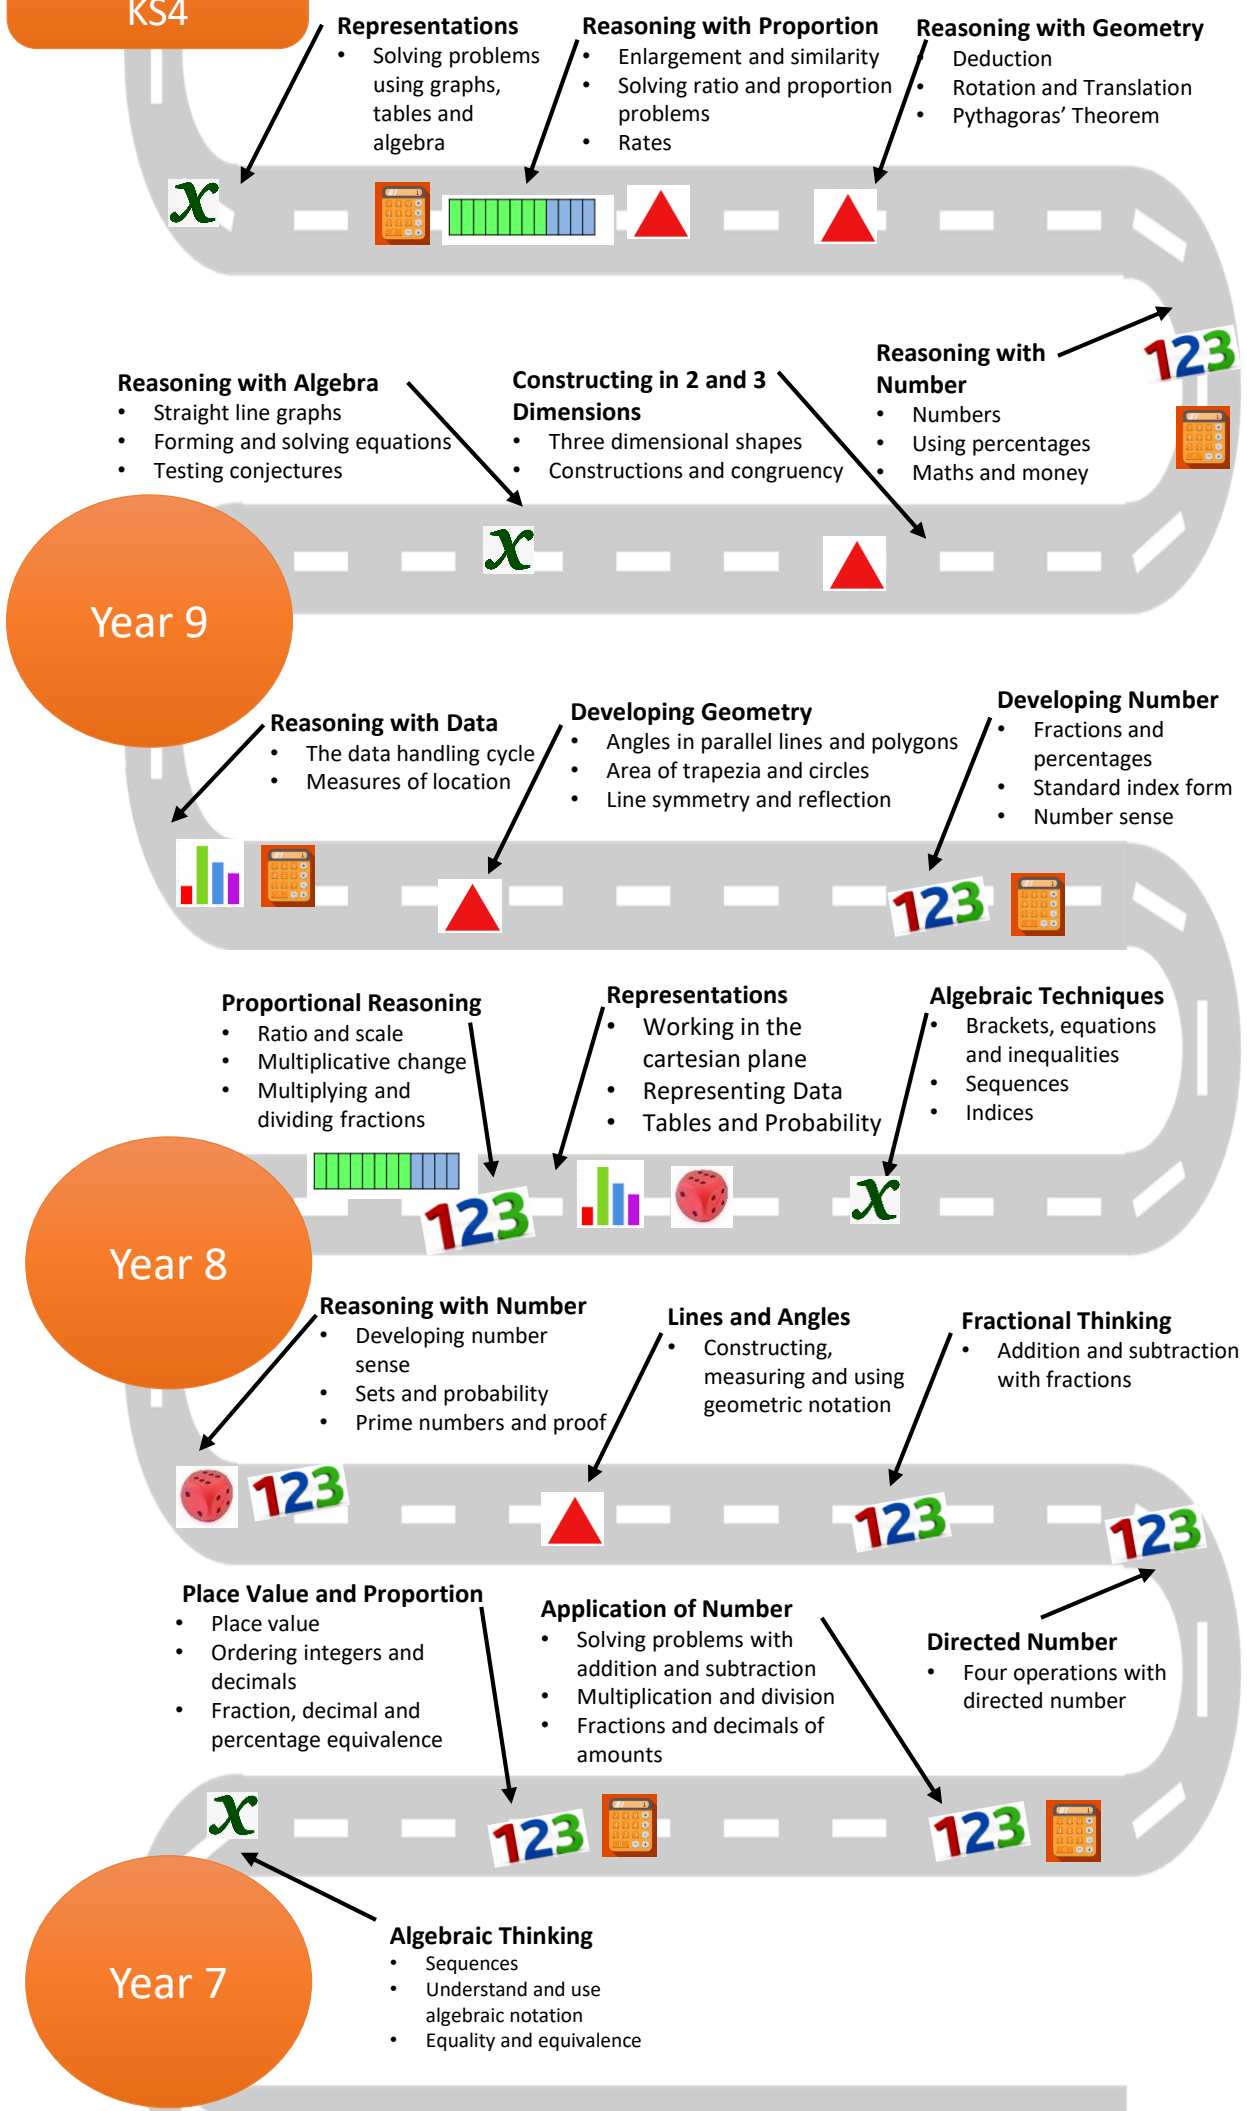 KS4
Representations
• Solving problems
using graphs,
tables and
algebra
Reasoning with Proportion
• Enlargement and similarity
• Solving ratio and proportion
problems
• Rates
Reasoning with Geometry
• Deduction
• Rotation and Translation
• Pythagoras’ Theorem
x
Reasoning with Algebra
• Straight line graphs
• Forming and solving equations
• Testing conjectures
Constructing in 2 and 3
Dimensions
• Three dimensional shapes
• Constructions and congruency
Reasoning with
Number
• Numbers
• Using percentages
• Maths and money
123
x
Year 9
Reasoning with Data
• The data handling cycle
• Measures of location
Developing Geometry
• Angles in parallel lines and polygons
• Area of trapezia and circles
• Line symmetry and reflection
Developing Number
• Fractions and
percentages
• Standard index form
• Number sense
123
Proportional Reasoning
• Ratio and scale
• Multiplicative change
• Multiplying and
dividing fractions
Representations
• Working in the
cartesian plane
• Representing Data
• Tables and Probability
Algebraic Techniques
• Brackets, equations
and inequalities
• Sequences
• Indices
123
x
Year 8
Reasoning with Number
• Developing number
sense
• Sets and probability
• Prime numbers and proof
Lines and Angles
• Constructing,
measuring and using
geometric notation
Fractional Thinking
• Addition and subtraction
with fractions
123
123
123
Place Value and Proportion
• Place value
• Ordering integers and
decimals
• Fraction, decimal and
percentage equivalence
Application of Number
• Solving problems with
addition and subtraction
• Multiplication and division
• Fractions and decimals of
amounts
Directed Number
• Four operations with
directed number
x
123
123
Year 7
Algebraic Thinking
• Sequences
• Understand and use
algebraic notation
• Equality and equivalence